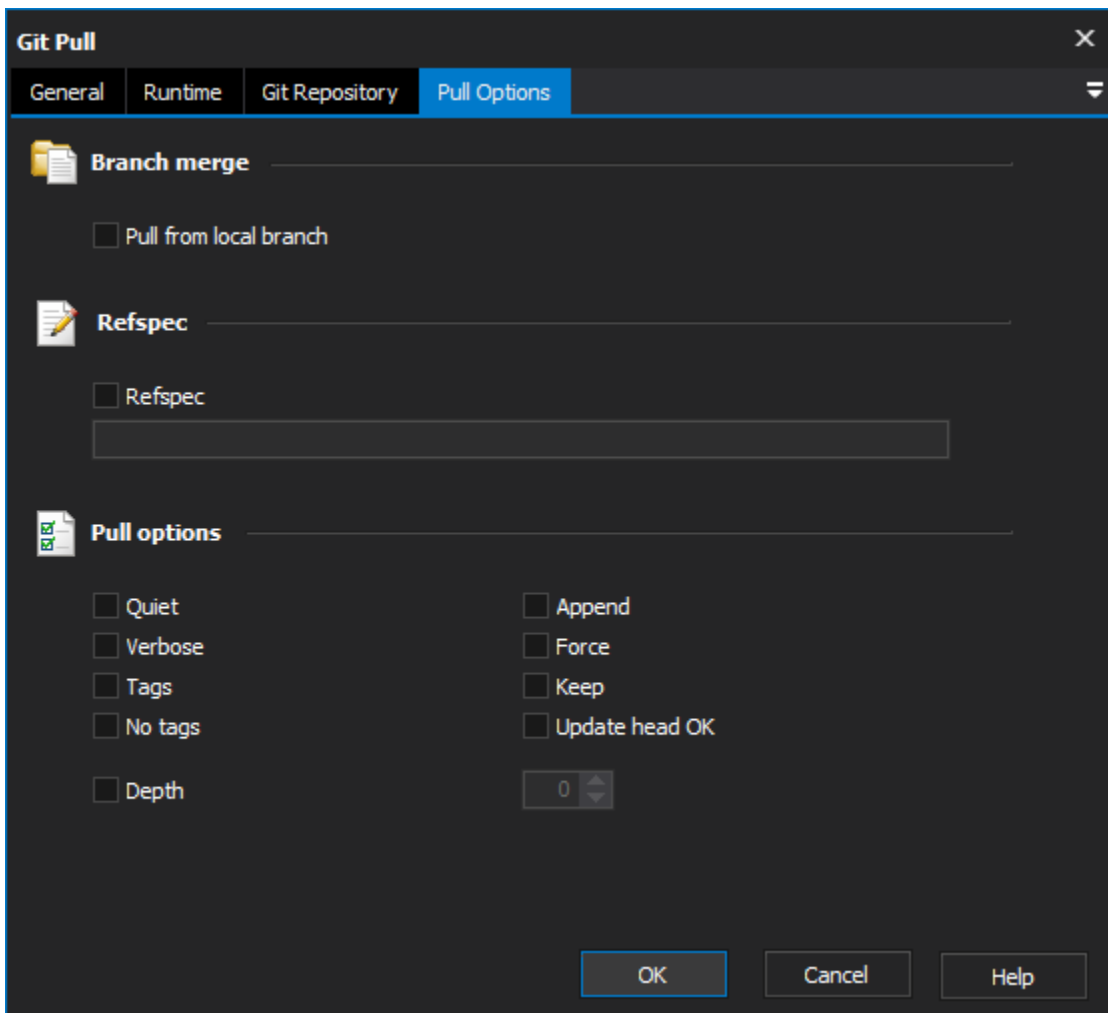 Git Pull
General Runtime Git Repository Pull Options
Branch merge
Pull from local branch
Refspec
Refspec
Pull options
Quiet Append
Verbose Force
Tags Keep
No tags Update head OK
Depth 0
OK Cancel Help